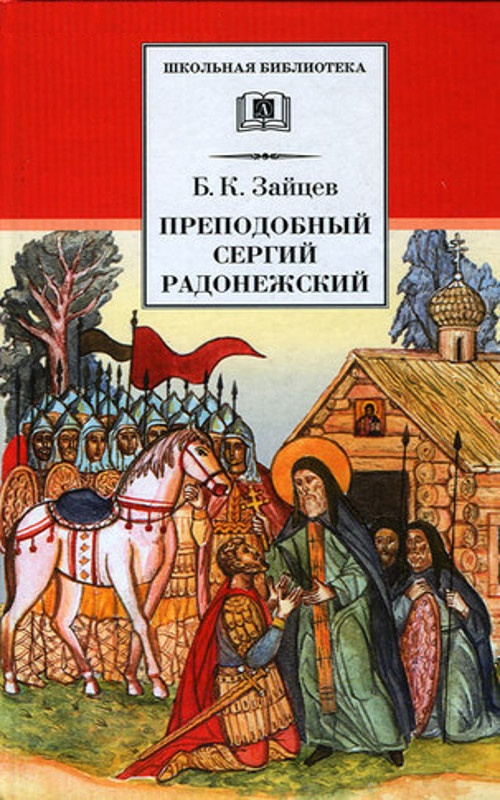 ШКОЛЬНАЯ БИБЛИОТЕКА
Д
Б. К. Зайцев
ПРЕПОДОБНЫЙ
СЕРГИЙ
РАДОНЕЖСКИЙ